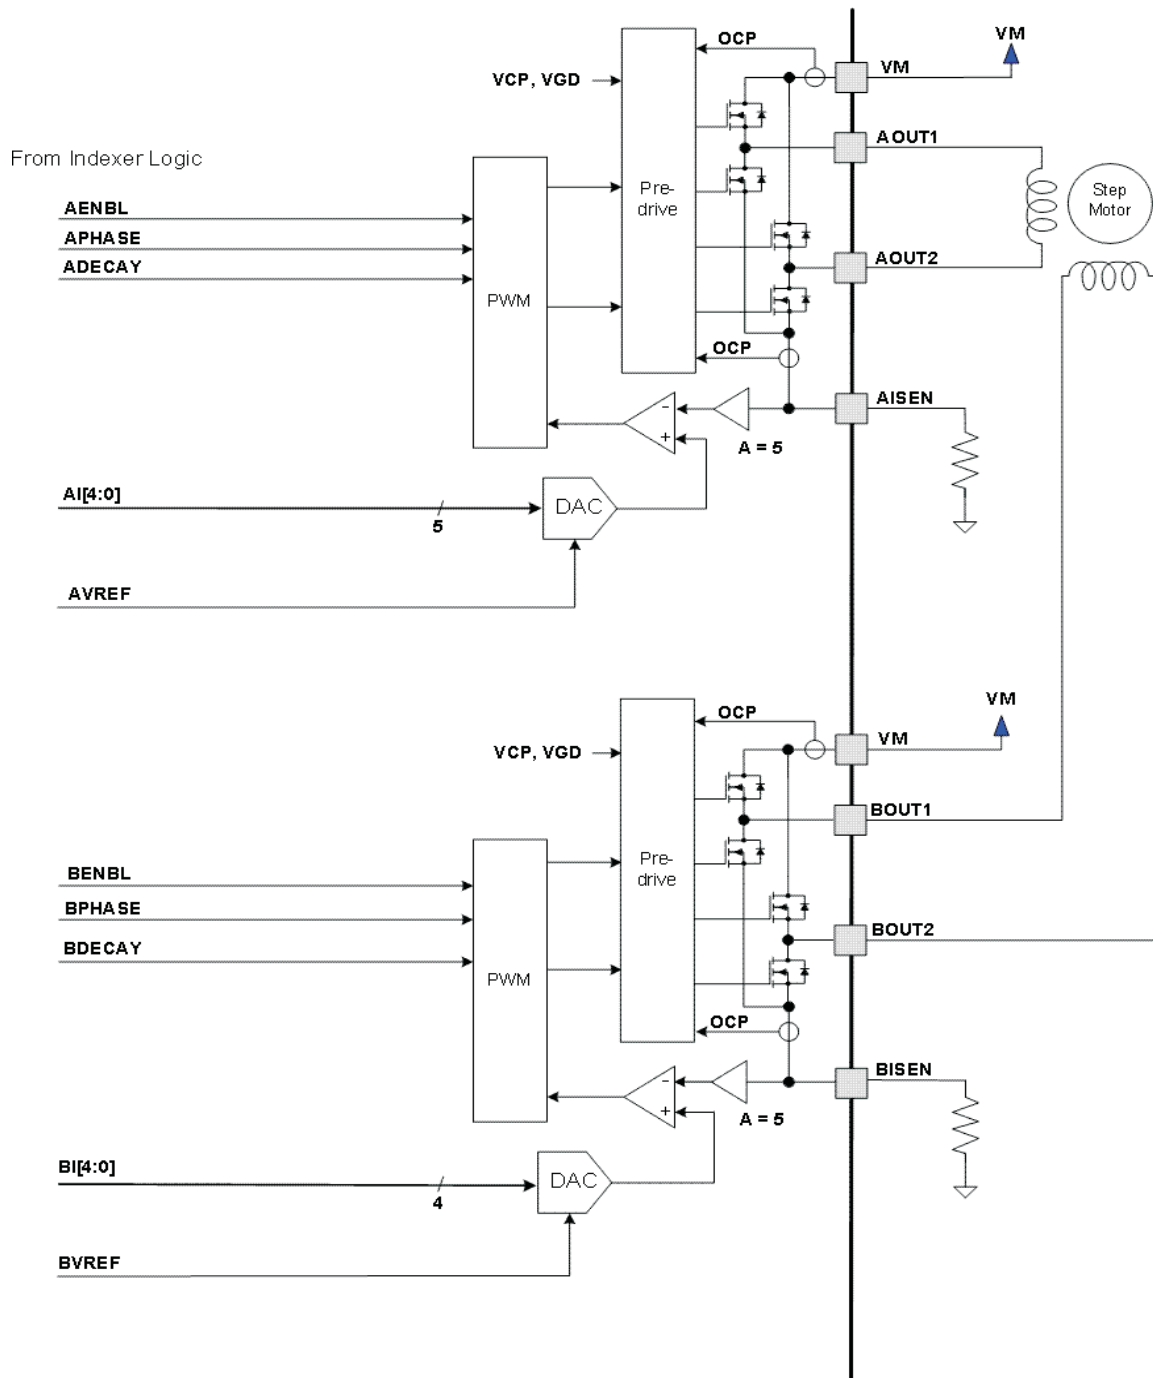 OCP
VM
VCP, VGD
VM
AOUT1
From Indexer Logic
Pre-
drive
Step
Motor
AENBL
APHASE
ADECAY
AOUT2
PWM
OCP
AISEN
-
+
A = 5
AI[4:0]
5
DAC
AVREF
OCP
VM
VCP, VGD
VM
BOUT1
Pre-
drive
BENBL
BPHASE
BDECAY
BOUT2
PWM
OCP
BISEN
-
+
A = 5
BI[4:0]
4
DAC
BVREF